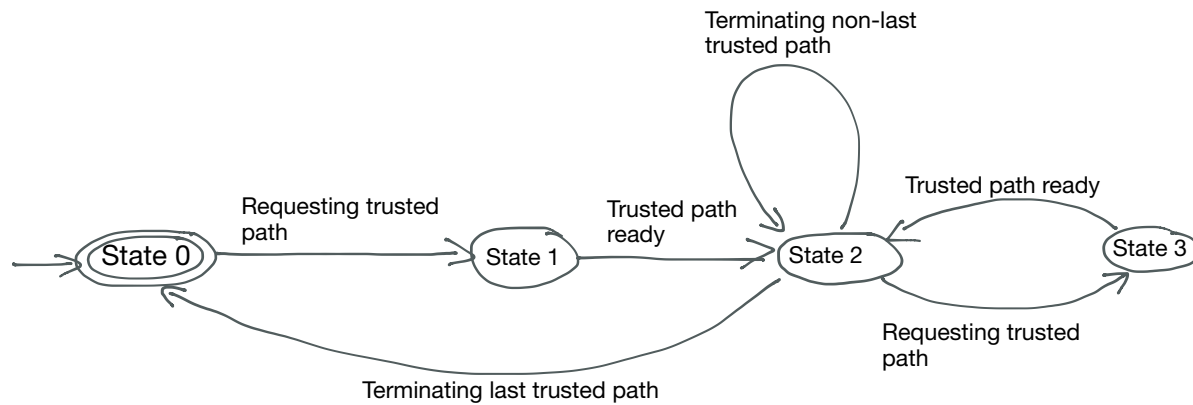 Terminating non-last
trusted path
Trusted path ready
Requesting trusted
path
Trusted path
ready
State 0
State 1
State 2
State 3
Requesting trusted
path
Terminating last trusted path